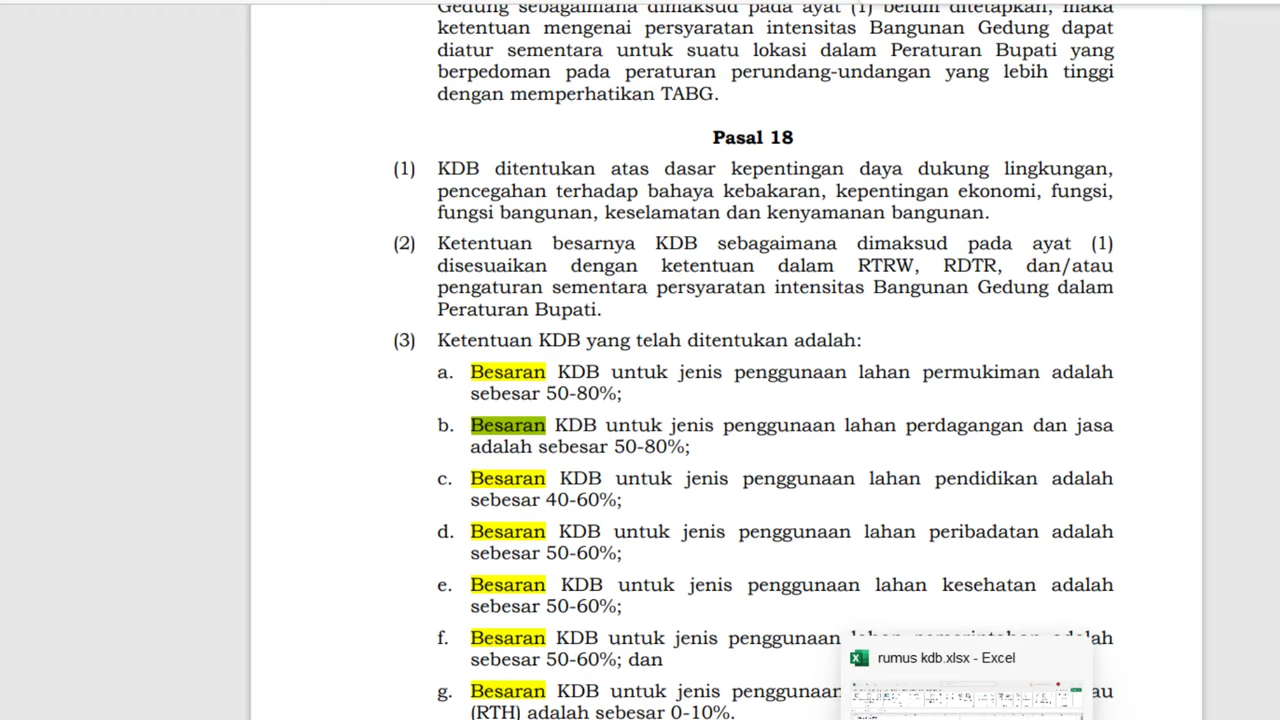 Gedung sebagaimana dimaksud pada ayat (1) belum ditetapkan, maka
ketentuan mengenai persyaratan intensitas Bangunan Gedung dapat
diatur sementara untuk suatu lokasi dalam Peraturan Bupati yang
berpedoman pada peraturan perundang-undangan yang lebih tinggi
dengan memperhatikan TABG.
Pasal 18
(1) KDB ditentukan atas dasar kepentingan daya dukung lingkungan,
pencegahan terhadap bahaya kebakaran, kepentingan ekonomi, fungsi,
fungsi bangunan, keselamatan dan kenyamanan bangunan.
(2) Ketentuan besarnya KDB sebagaimana dimaksud pada ayat (1)
disesuaikan dengan ketentuan dalam RTRW, RDTR, dan/atau
pengaturan sementara persyaratan intensitas Bangunan Gedung dalam
Peraturan Bupati.
(3) Ketentuan KDB yang telah ditentukan adalah:
a. Besaran KDB untuk jenis penggunaan lahan permukiman adalah
sebesar 50-80%;
b. Besaran KDB untuk jenis penggunaan lahan perdagangan dan jasa
adalah sebesar 50-80%;
c. Besaran KDB untuk jenis penggunaan lahan pendidikan adalah
sebesar 40-60%;
d. Besaran KDB untuk jenis penggunaan lahan peribadatan adalah
sebesar 50-60%;
e. Besaran KDB untuk jenis penggunaan lahan kesehatan adalah
sebesar 50-60%;
f. Besaran KDB untuk jenis penggunaan lahan pemerintahan adalah
sebesar 50-60%; dan
g. Besaran KDB untuk jenis penggunaan
(RTH) adalah sebesar 0-10%.
rumus kdb.xlsx - Excel